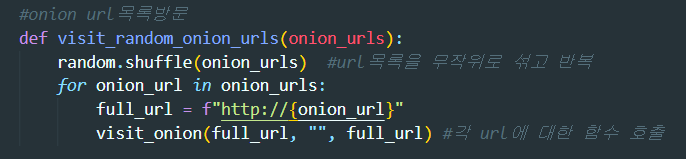 #onion url목록방문
def visit_random_onion_urls(onion_urls):
random.shuffle(onion_urls)  #url목록을 무작위로 섞고 반복
for onion_url in onion_urls:
full_url = f"http://{onion_url}"
visit_onion(full_url, "", full_url) #각 url에 대한 함수 호출